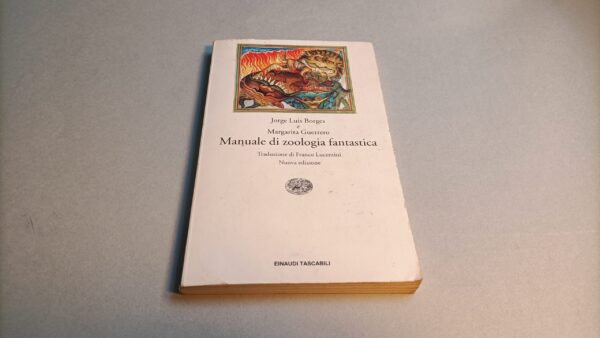 Jorge Luis Borges
e
Margarita Guerrero
Manuale di zoologia fantastica
Traduzione di Franco Lucentini
Nuova edizione
EINAUDI TASCABILI